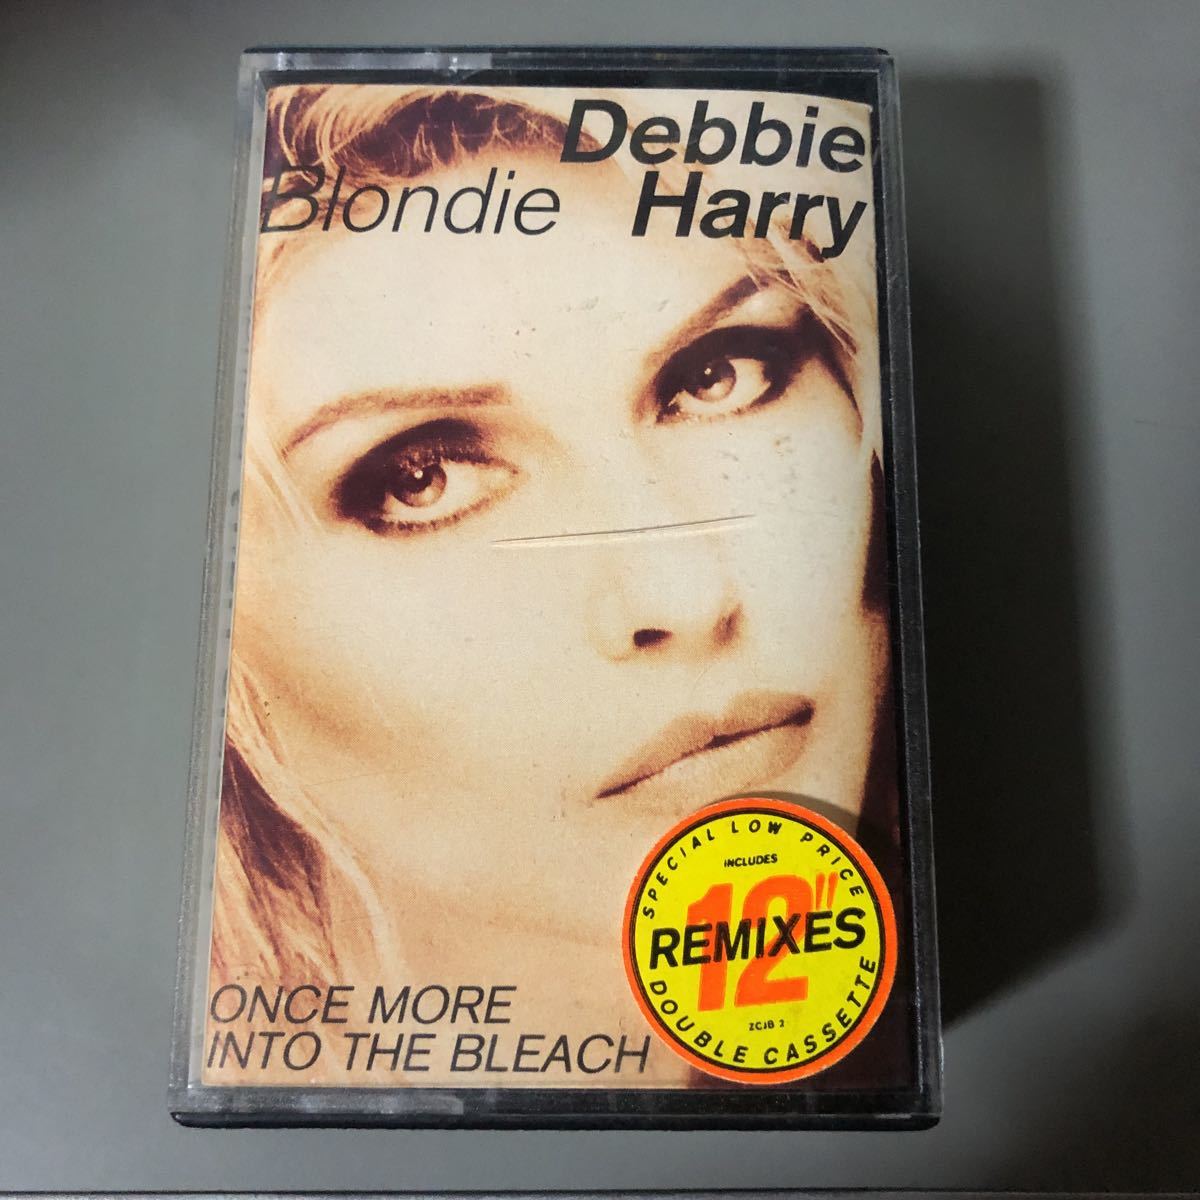 Debbie
Blondie Harry
ONCE MORE
INTO THE BLEACH
SPECIAL LOW PRICE
INCLUDES
12"
REMIXES
ZCJB 2
DOUBLE CASSETTE